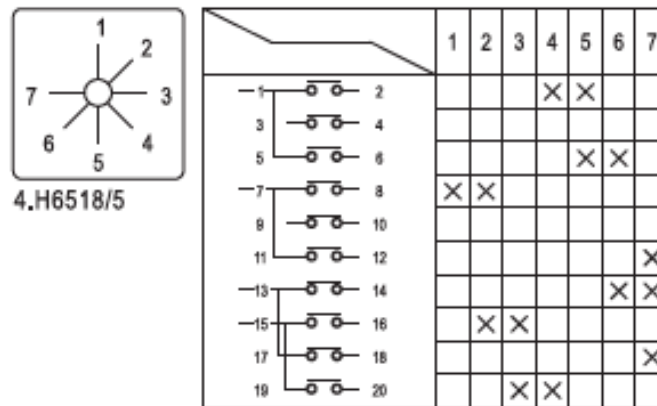 1
2
7 3
6 4
5
4.H6518/5
1 2 3 4 5 6 7
1 2 X X
3 4
5 6 X X
7 8 X X
9 10
11 12 X
13 14 X X
15 16 X X
17 18 X
19 20 X X